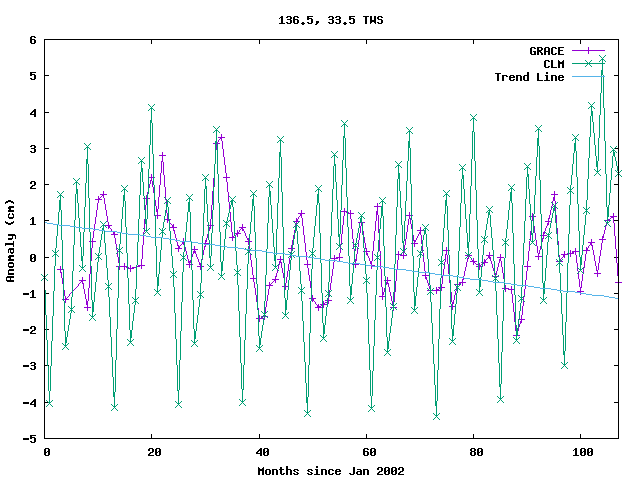 136.5, 33.5 TWS
GRACE
CLM
Trend Line
6
5
4
3
2
1
0
-1
-2
-3
-4
-5
Anomaly (cm)
0 20 40 60 80 100
Months since Jan 2002